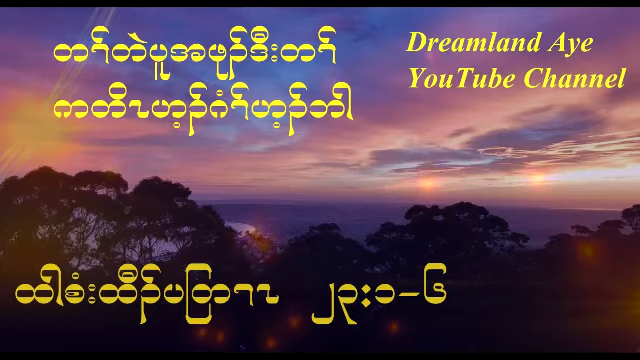 တၢ်တဲပူအဖုၣ်ဒီးတၢ်
ကတိၤဟ့ၣ်ဂံၢ်ဟ့ၣ်ဘါ
Dreamland Aye
YouTube Channel
ထါစံးထီၣ်ပတြၢၤ ၂၃:၁-၆